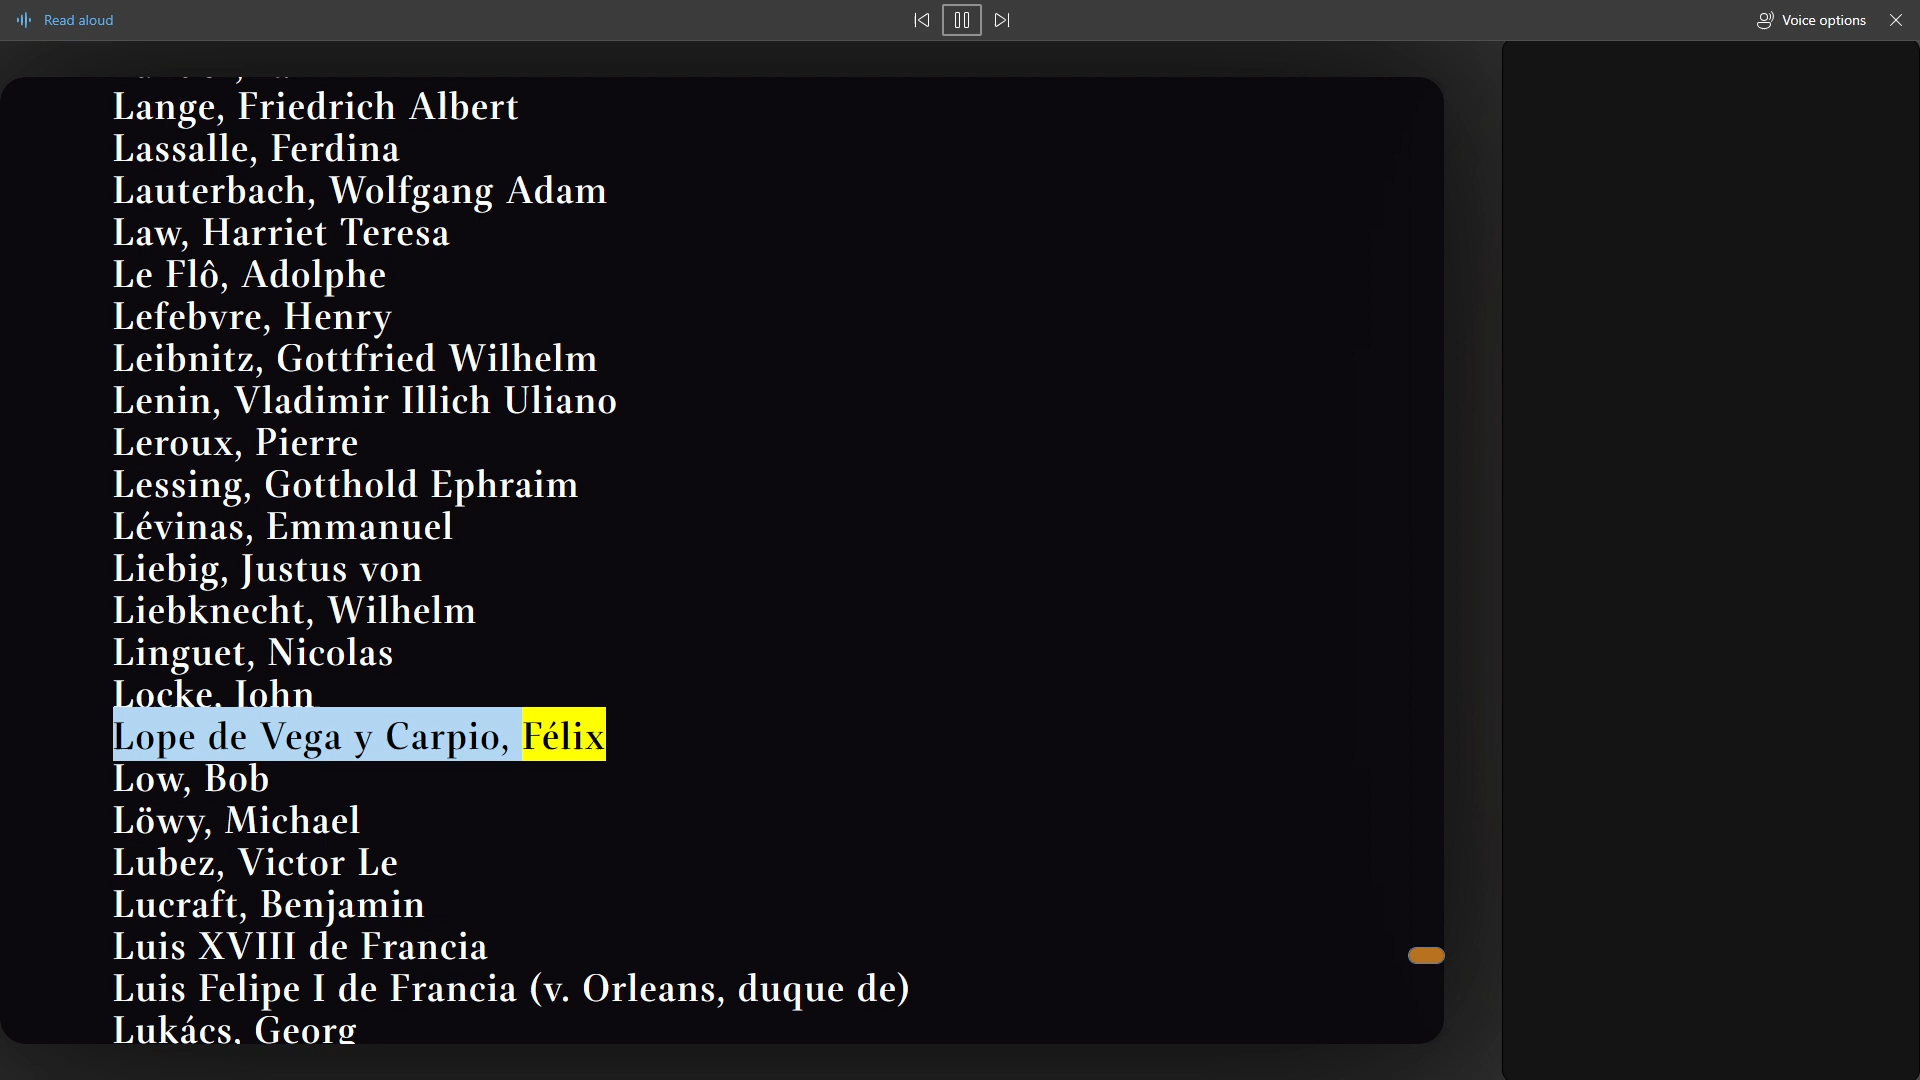 Read aloud
Voice options
Lange, Friedrich Albert
Lassalle, Ferdina
Lauterbach, Wolfgang Adam
Law, Harriet Teresa
Le Flô, Adolphe
Lefebvre, Henry
Leibnitz, Gottfried Wilhelm
Lenin, Vladimir Illich Uliano
Leroux, Pierre
Lessing, Gotthold Ephraim
Lévinas, Emmanuel
Liebig, Justus von
Liebknecht, Wilhelm
Linguet, Nicolas
Locke, John
Lope de Vega y Carpio, Félix
Low, Bob
Löwy, Michael
Lubez, Victor Le
Lucraft, Benjamin
Luis XVIII de Francia
Luis Felipe I de Francia (v. Orleans, duque de)
Lukács, Georg